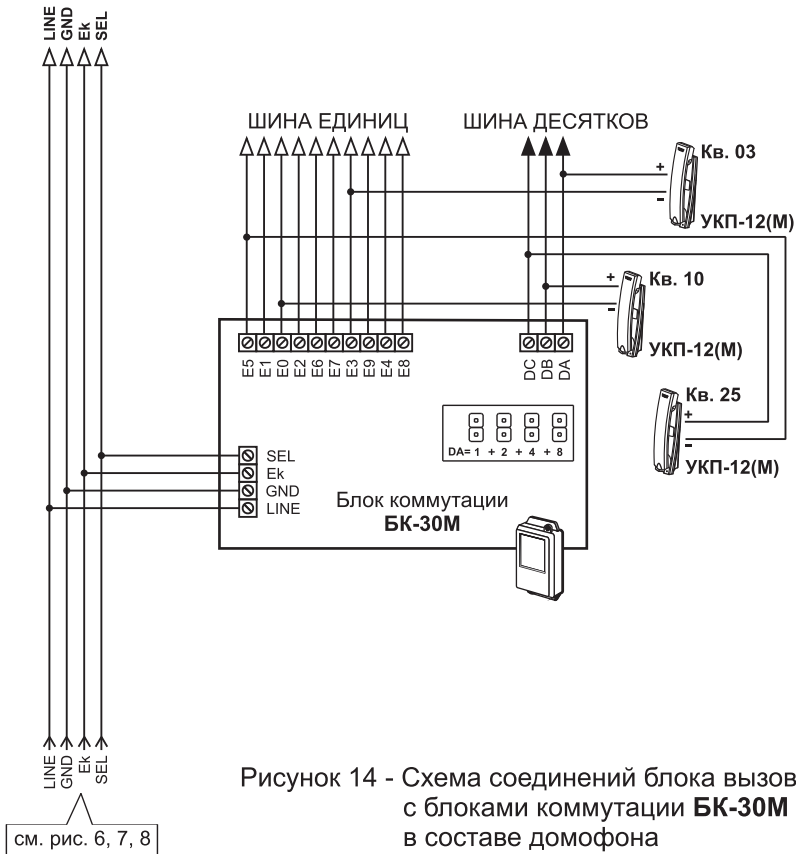 LINE
GND
Ek
SEL
ШИНА ЕДИНИЦ
ШИНА ДЕСЯТКОВ
+
-
Кв. 03
УКП-12(М)
+
-
Кв. 10
УКП-12(М)
Кв. 25
+
-
УКП-12(М)
E5
E1
E0
E2
E6
E7
E3
E9
E4
E8
DC
DB
DA
DA= 1 + 2 + 4 + 8
SEL
Ek
GND
LINE
Блок коммутации
БК-30М
LINE
GND
Ek
SEL
см. рис. 6, 7, 8
Рисунок 14 - Схема соединений блока вызов
с блоками коммутации БК-30М
в составе домофона